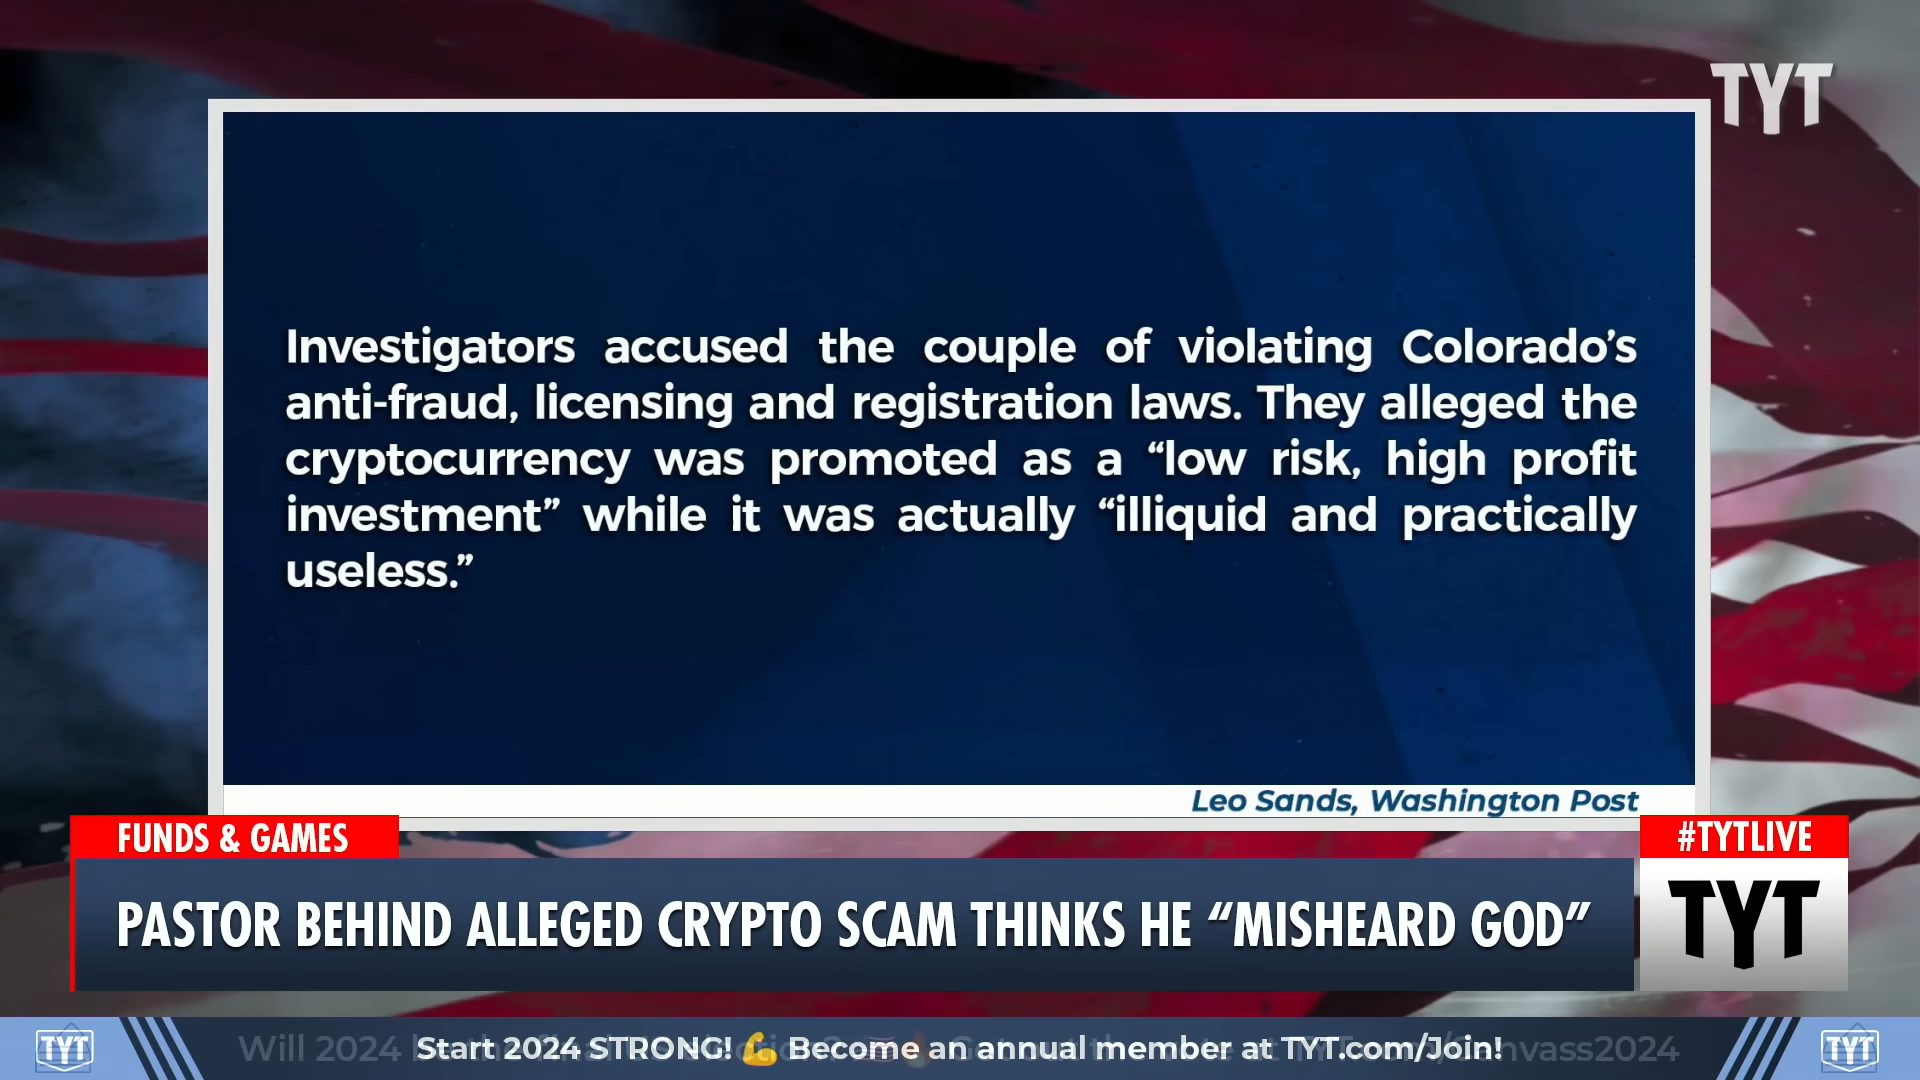 TYT
Investigators accused the couple of violating Colorado’s
anti-fraud, licensing and registration laws. They alleged the
cryptocurrency was promoted as a “low risk, high profit
investment” while it was actually “illiquid and practically
useless.”
Leo Sands, Washington Post
FUNDS & GAMES
#TYTLIVE
PASTOR BEHIND ALLEGED CRYPTO SCAM THINKS HE “MISHEARD GOD”
TYT
TYT
Start 2024 STRONG! 💪 Become an annual member at TYT.com/Join!
Will 2024
TYT